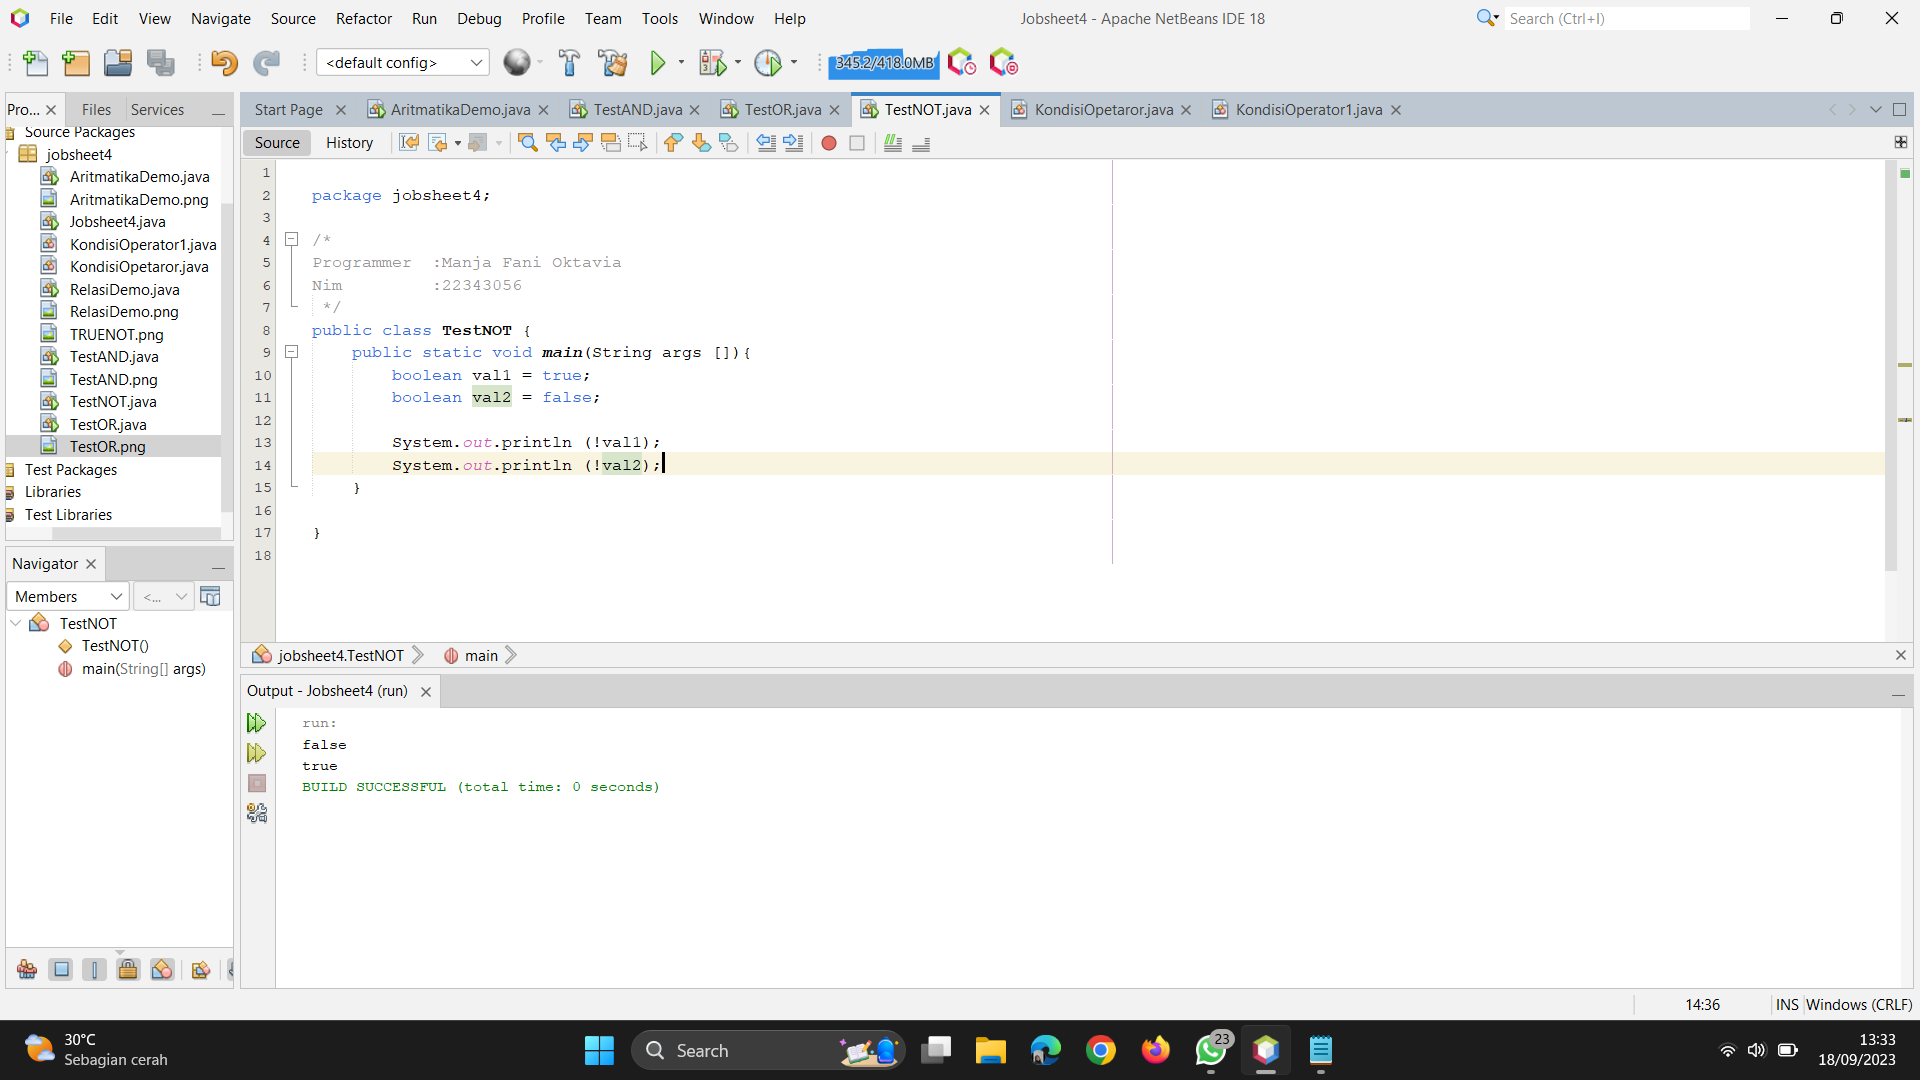 File Edit View Navigate Source Refactor Run Debug Profile Team Tools Window Help
Jobsheet4 - Apache NetBeans IDE 18
Search (Ctrl+I)
<default config>
345.2/418.0MB
Pro... Files Services
Source Packages
jobsheet4
AritmatikaDemo.java
AritmatikaDemo.png
Jobsheet4.java
KondisiOperator1.java
KondisiOpetaror.java
RelasiDemo.java
RelasiDemo.png
TRUENOT.png
TestAND.java
TestAND.png
TestNOT.java
TestOR.java
TestOR.png
Test Packages
Libraries
Test Libraries
Start Page AritmatikaDemo.java TestAND.java TestOR.java TestNOT.java KondisiOpetaror.java KondisiOperator1.java
Source History
1
2 package jobsheet4;
3
4 /*
5 Programmer :Manja Fani Oktavia
6 Nim :22343056
7 */
8 public class TestNOT {
9 public static void main(String args []){
10 boolean val1 = true;
11 boolean val2 = false;
12
13 System.out.println (!val1);
14 System.out.println (!val2);
15 }
16
17 }
18
jobsheet4.TestNOT main
Navigator
Members <...
TestNOT
TestNOT()
main(String[] args)
Output - Jobsheet4 (run)
run:
false
true
BUILD SUCCESSFUL (total time: 0 seconds)
14:36 INS Windows (CRLF)
30°C
Sebagian cerah
Search
23
13:33
18/09/2023